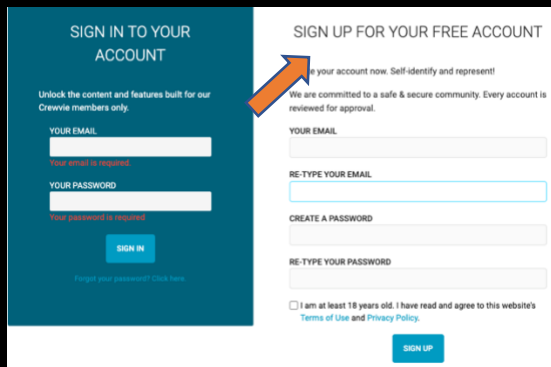 SIGN IN TO YOUR
ACCOUNT
Unlock the content and features built for our
Crewvie members only.
YOUR EMAIL
Your email is required.
YOUR PASSWORD
Your password is required
SIGN IN
Forgot your password? Click here.
SIGN UP FOR YOUR FREE ACCOUNT
your account now. Self-identify and represent!
We are committed to a safe & secure community. Every account is
reviewed for approval.
YOUR EMAIL
RE-TYPE YOUR EMAIL
CREATE A PASSWORD
RE-TYPE YOUR PASSWORD
I am at least 18 years old. I have read and agree to this website's
Terms of Use and Privacy Policy.
SIGN UP